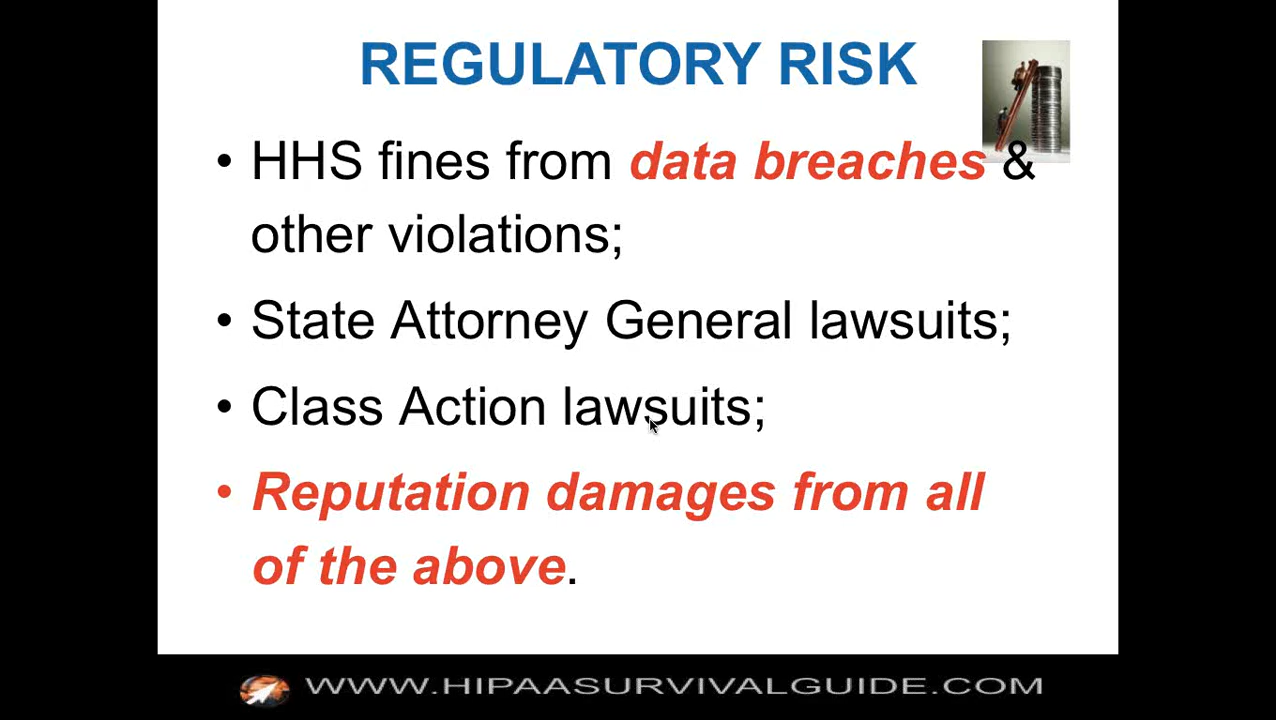 REGULATORY RISK
• HHS fines from data breaches &
other violations;
• State Attorney General lawsuits;
• Class Action lawsuits;
• Reputation damages from all
of the above.
WWW.HIPAASURVIVALGUIDE.COM